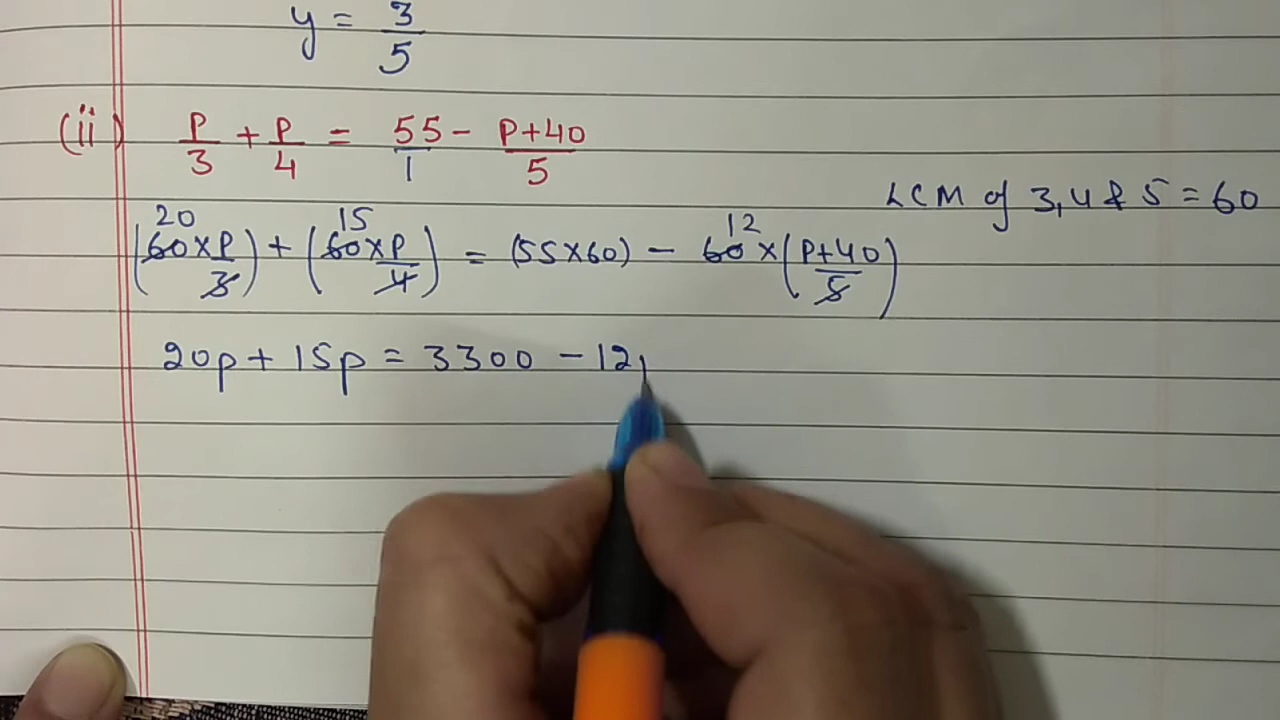 y = 3/5
(ii) P/3 + P/4 = 55/1 - P+40/5
LCM of 3,4 & 5 = 60
20 15 12
(60×P/3) + (60×P/4) = (55×60) - 60×(P+40/5)
20p + 15p = 3300 - 12